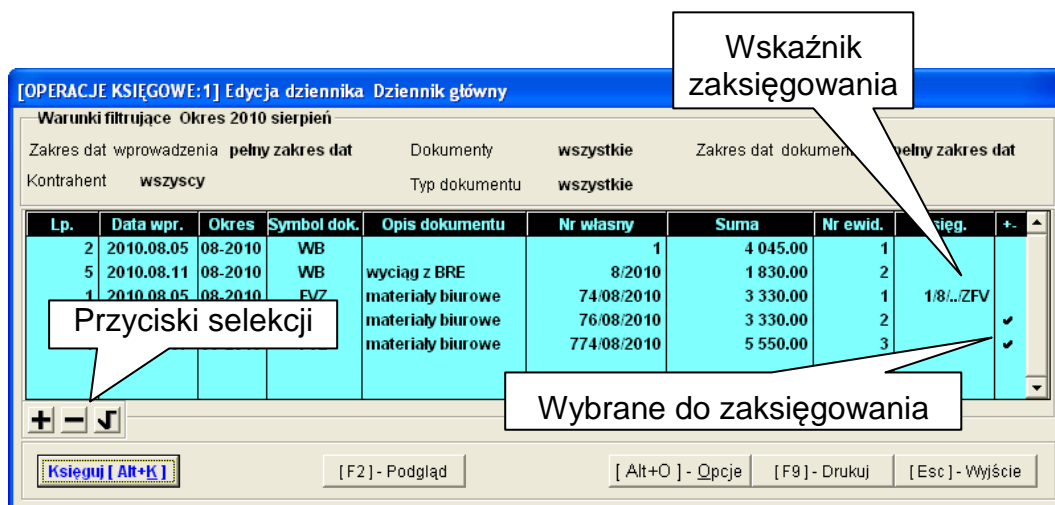 Wskaźnik
zaksięgowania
[OPERACJE KSIĘGOWE:1] Edycja dziennika Dziennik główny
Warunki filtrujące Okres 2010 sierpień
Zakres dat wprowadzenia pełny zakres dat Dokumenty wszystkie Zakres dat dokumen pełny zakres dat
Kontrahent wszyscy Typ dokumentu wszystkie
Lp. Data wpr. Okres Symbol dok. Opis dokumentu Nr własny Suma Nr ewid. sięg. +-
2 2010.08.05 08-2010 WB 1 4 045.00 1
5 2010.08.11 08-2010 WB wyciąg z BRE 8/2010 1 830.00 2
1 2010.08.05 08-2010 FVZ materiały biurowe 74/08/2010 3 330.00 1 1/8/../ZFV
Przyciski selekcji materiały biurowe 76/08/2010 3 330.00 2 ✔
materiały biurowe 774/08/2010 5 550.00 3 ✔
Wybrane do zaksięgowania
+ − √
Księguj [ Alt+K ] [ F2 ] - Podgląd [ Alt+O ] - Opcje [ F9 ] - Drukuj [ Esc ] - Wyjście